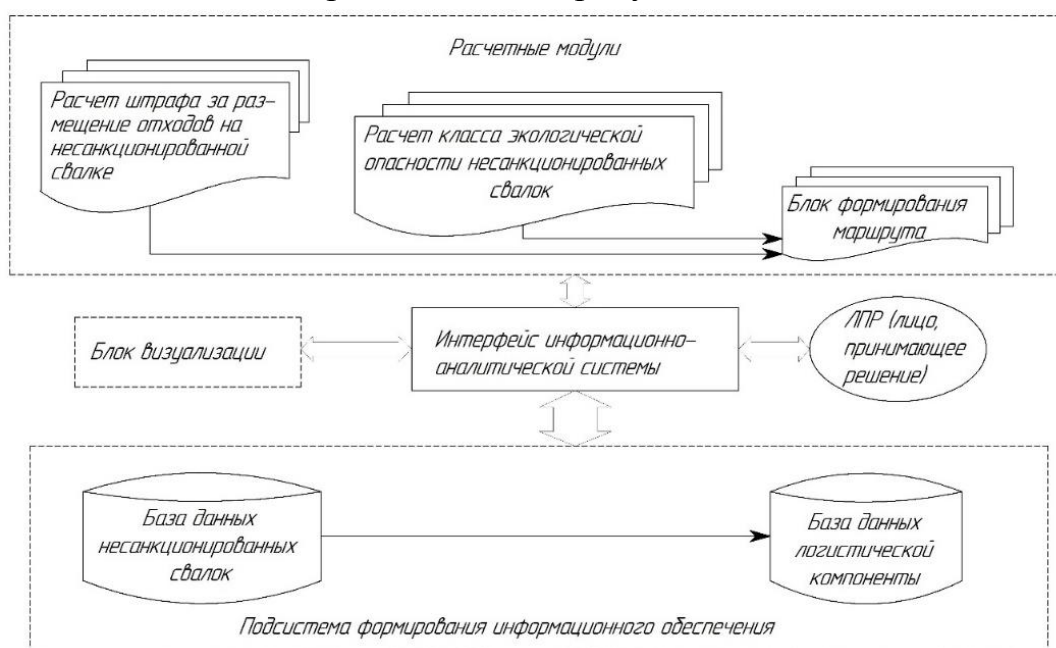 Расчетные модули
Расчет штрафа за раз-
мещение отходов на
несанкционированной
свалке
Расчет класса экологической
опасности несанкционированных
свалок
Блок формирования
маршрута
Блок визуализации
Интерфейс информационно-
аналитической системы
ЛПР (лицо,
принимающее
решение)
База данных
несанкционированных
свалок
База данных
логистической
компоненты
Подсистема формирования информационного обеспечения